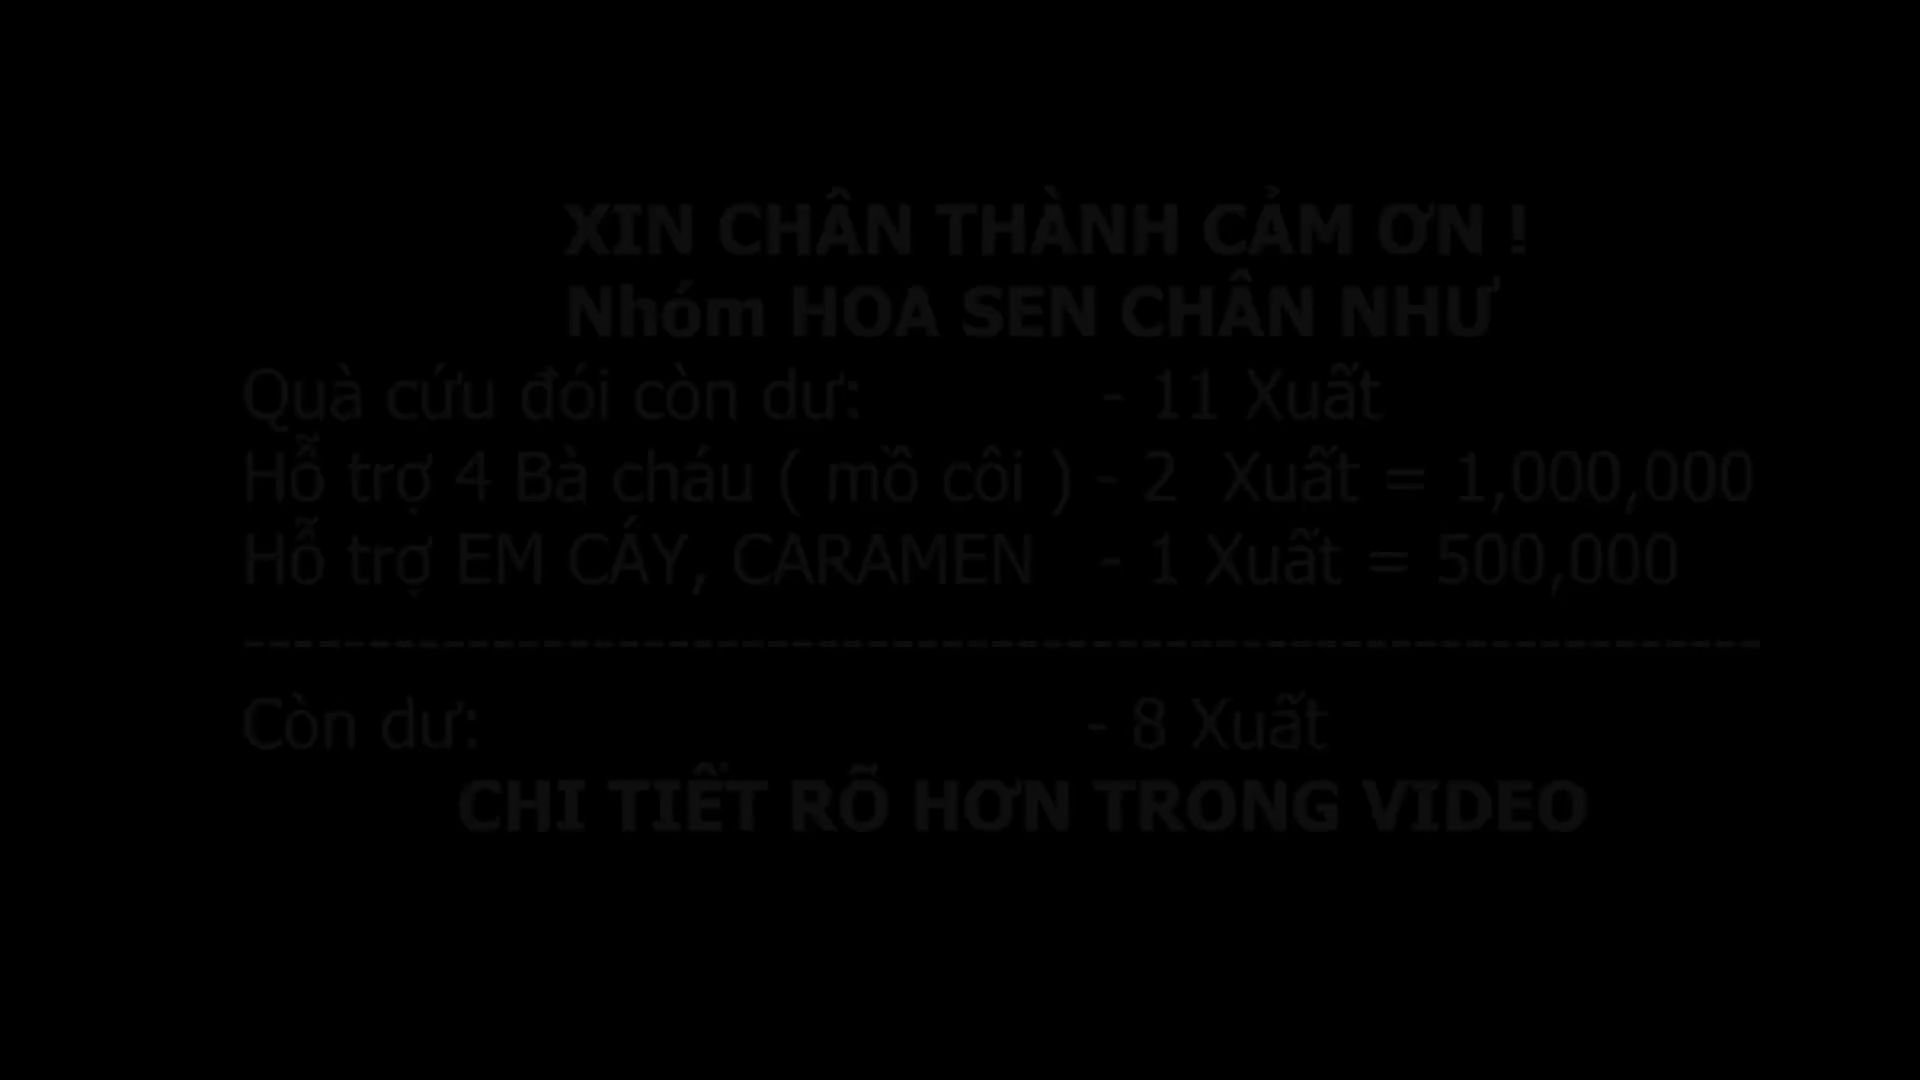 XIN CHÂN THÀNH CẢM ƠN !
Nhóm HOA SEN CHÂN NHƯ
Quà cứu đói còn dư: - 11 Xuất
Hỗ trợ 4 Bà cháu ( mồ côi ) - 2 Xuất = 1,000,000
Hỗ trợ EM CÁY, CARAMEN - 1 Xuất = 500,000
-------------------------------------------------------------
Còn dư: - 8 Xuất
CHI TIẾT RÕ HƠN TRONG VIDEO